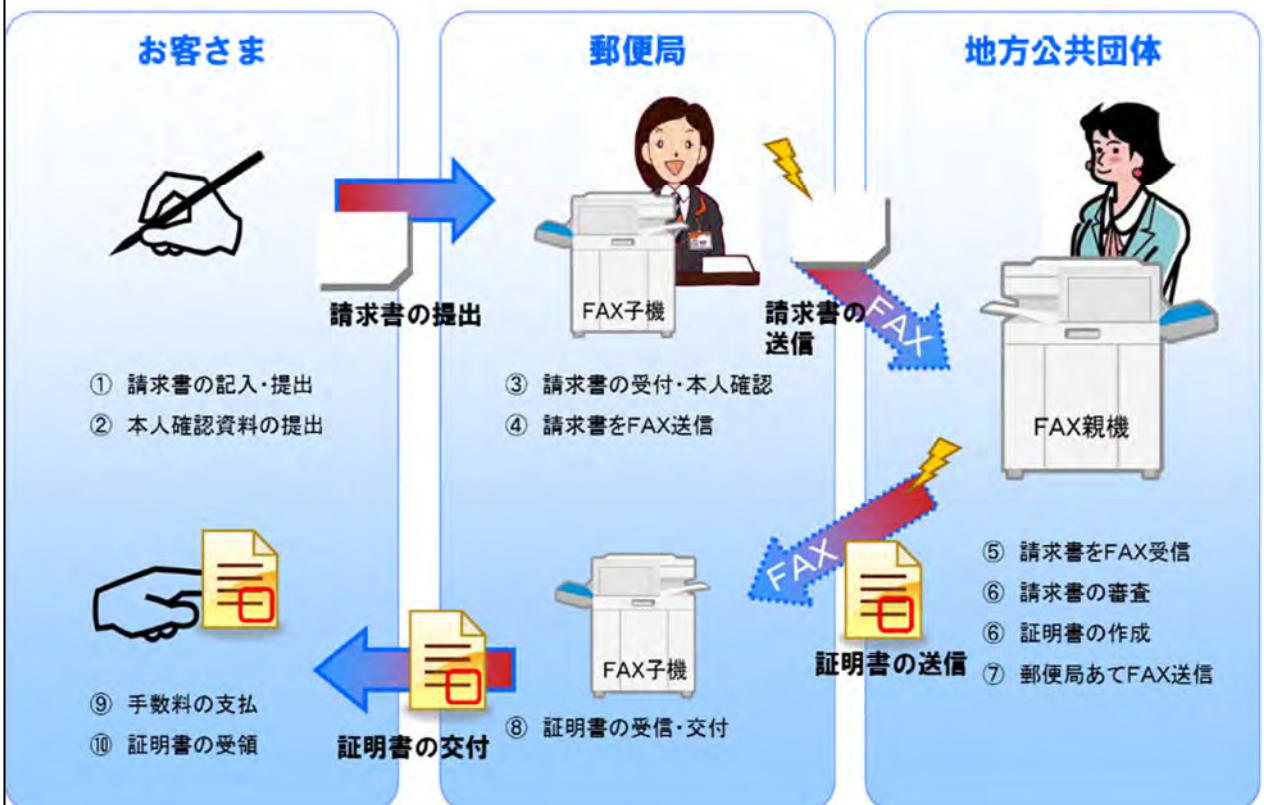 お客さま
郵便局
地方公共団体
請求書の提出
FAX子機
請求書の
送信
FAX
FAX親機
① 請求書の記入・提出
② 本人確認資料の提出
③ 請求書の受付・本人確認
④ 請求書をFAX送信
⑤ 請求書をFAX受信
⑥ 請求書の審査
⑥ 証明書の作成
⑦ 郵便局あてFAX送信
FAX
証明書の送信
FAX子機
⑧ 証明書の受信・交付
証明書の交付
⑨ 手数料の支払
⑩ 証明書の受領